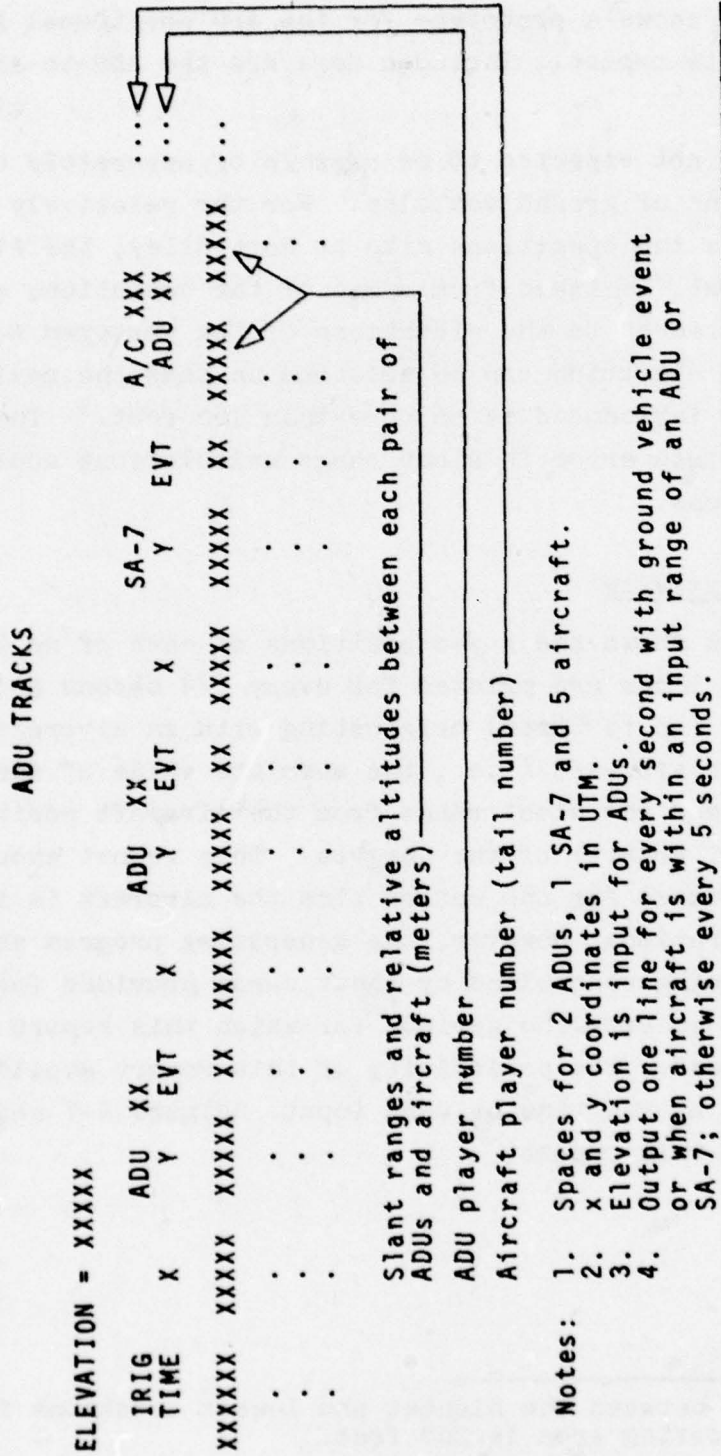 ADU TRACKS
ELEVATION = XXXXX
IRIG ADU XX ADU XX SA-7 A/C XXX ...
TIME X Y EVT X Y EVT X Y EVT ADU XX ...
XXXXX XXXXX XXXXX XX XXXXX XXXXX XX XXXXX XXXXX XX XXXXX XXXXX ...
Slant ranges and relative altitudes between each pair of
ADUs and aircraft (meters)
ADU player number
Aircraft player number (tail number)
Notes: 1. Spaces for 2 ADUs, 1 SA-7 and 5 aircraft.
2. x and y coordinates in UTM
3. Elevation is input for ADUs.
4. Output one line for every second with ground vehicle event
or when aircraft is within an input range of an ADU or
SA-7; otherwise every 5 seconds.